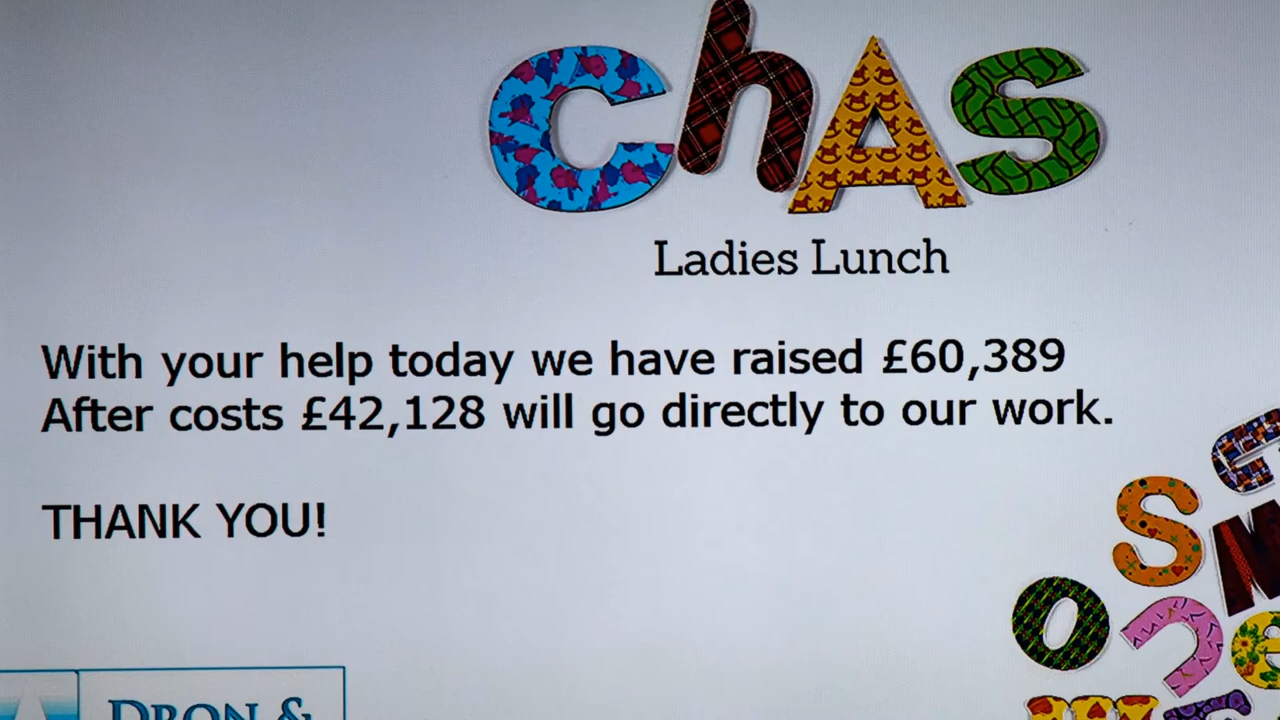 chAS
Ladies Lunch
With your help today we have raised £60,389
After costs £42,128 will go directly to our work.
THANK YOU!
S
O
e
DRON &